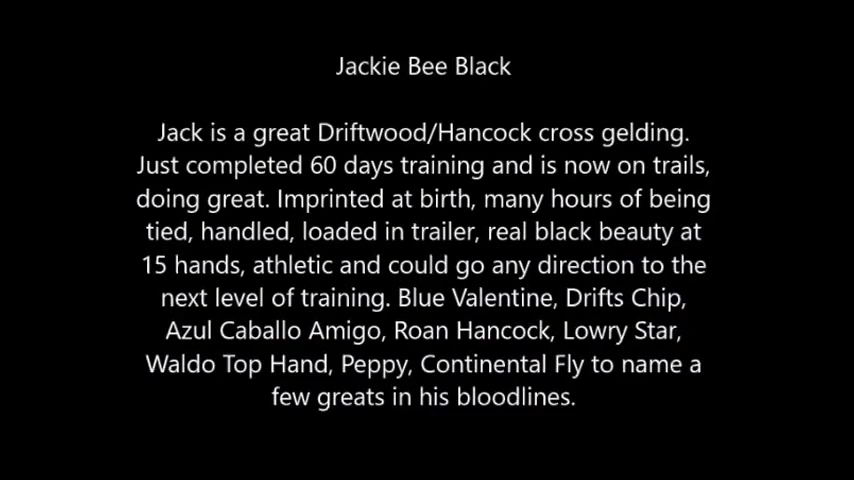 Jackie Bee Black
Jack is a great Driftwood/Hancock cross gelding.
Just completed 60 days training and is now on trails,
doing great. Imprinted at birth, many hours of being
tied, handled, loaded in trailer, real black beauty at
15 hands, athletic and could go any direction to the
next level of training. Blue Valentine, Drifts Chip,
Azul Caballo Amigo, Roan Hancock, Lowry Star,
Waldo Top Hand, Peppy, Continental Fly to name a
few greats in his bloodlines.